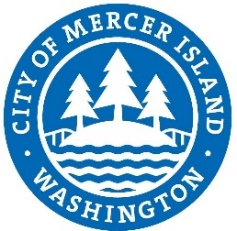 CITY OF MERCER ISLAND
WASHINGTON